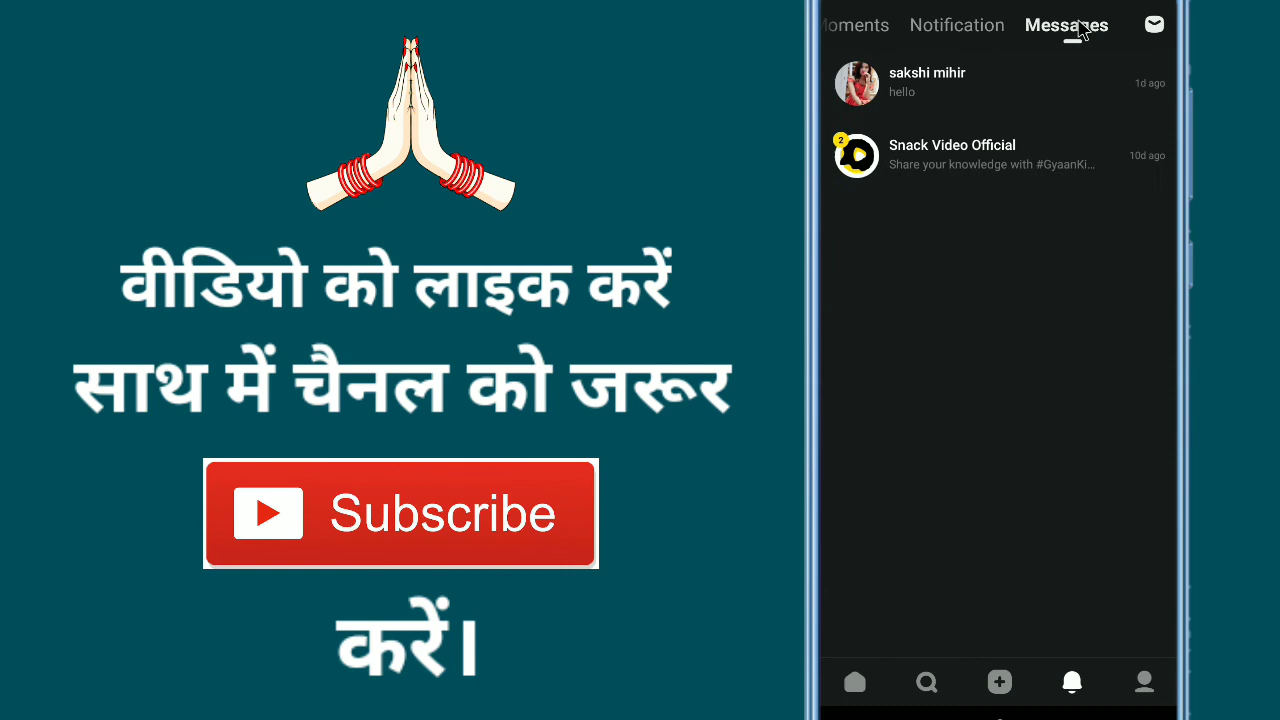 वीडियो को लाइक करें
साथ में चैनल को जरूर
Subscribe
करें।
Notification Messages
sakshi mihir
hello
1d ago
2
Snack Video Official
Share your knowledge with #GyaanKi...
10d ago